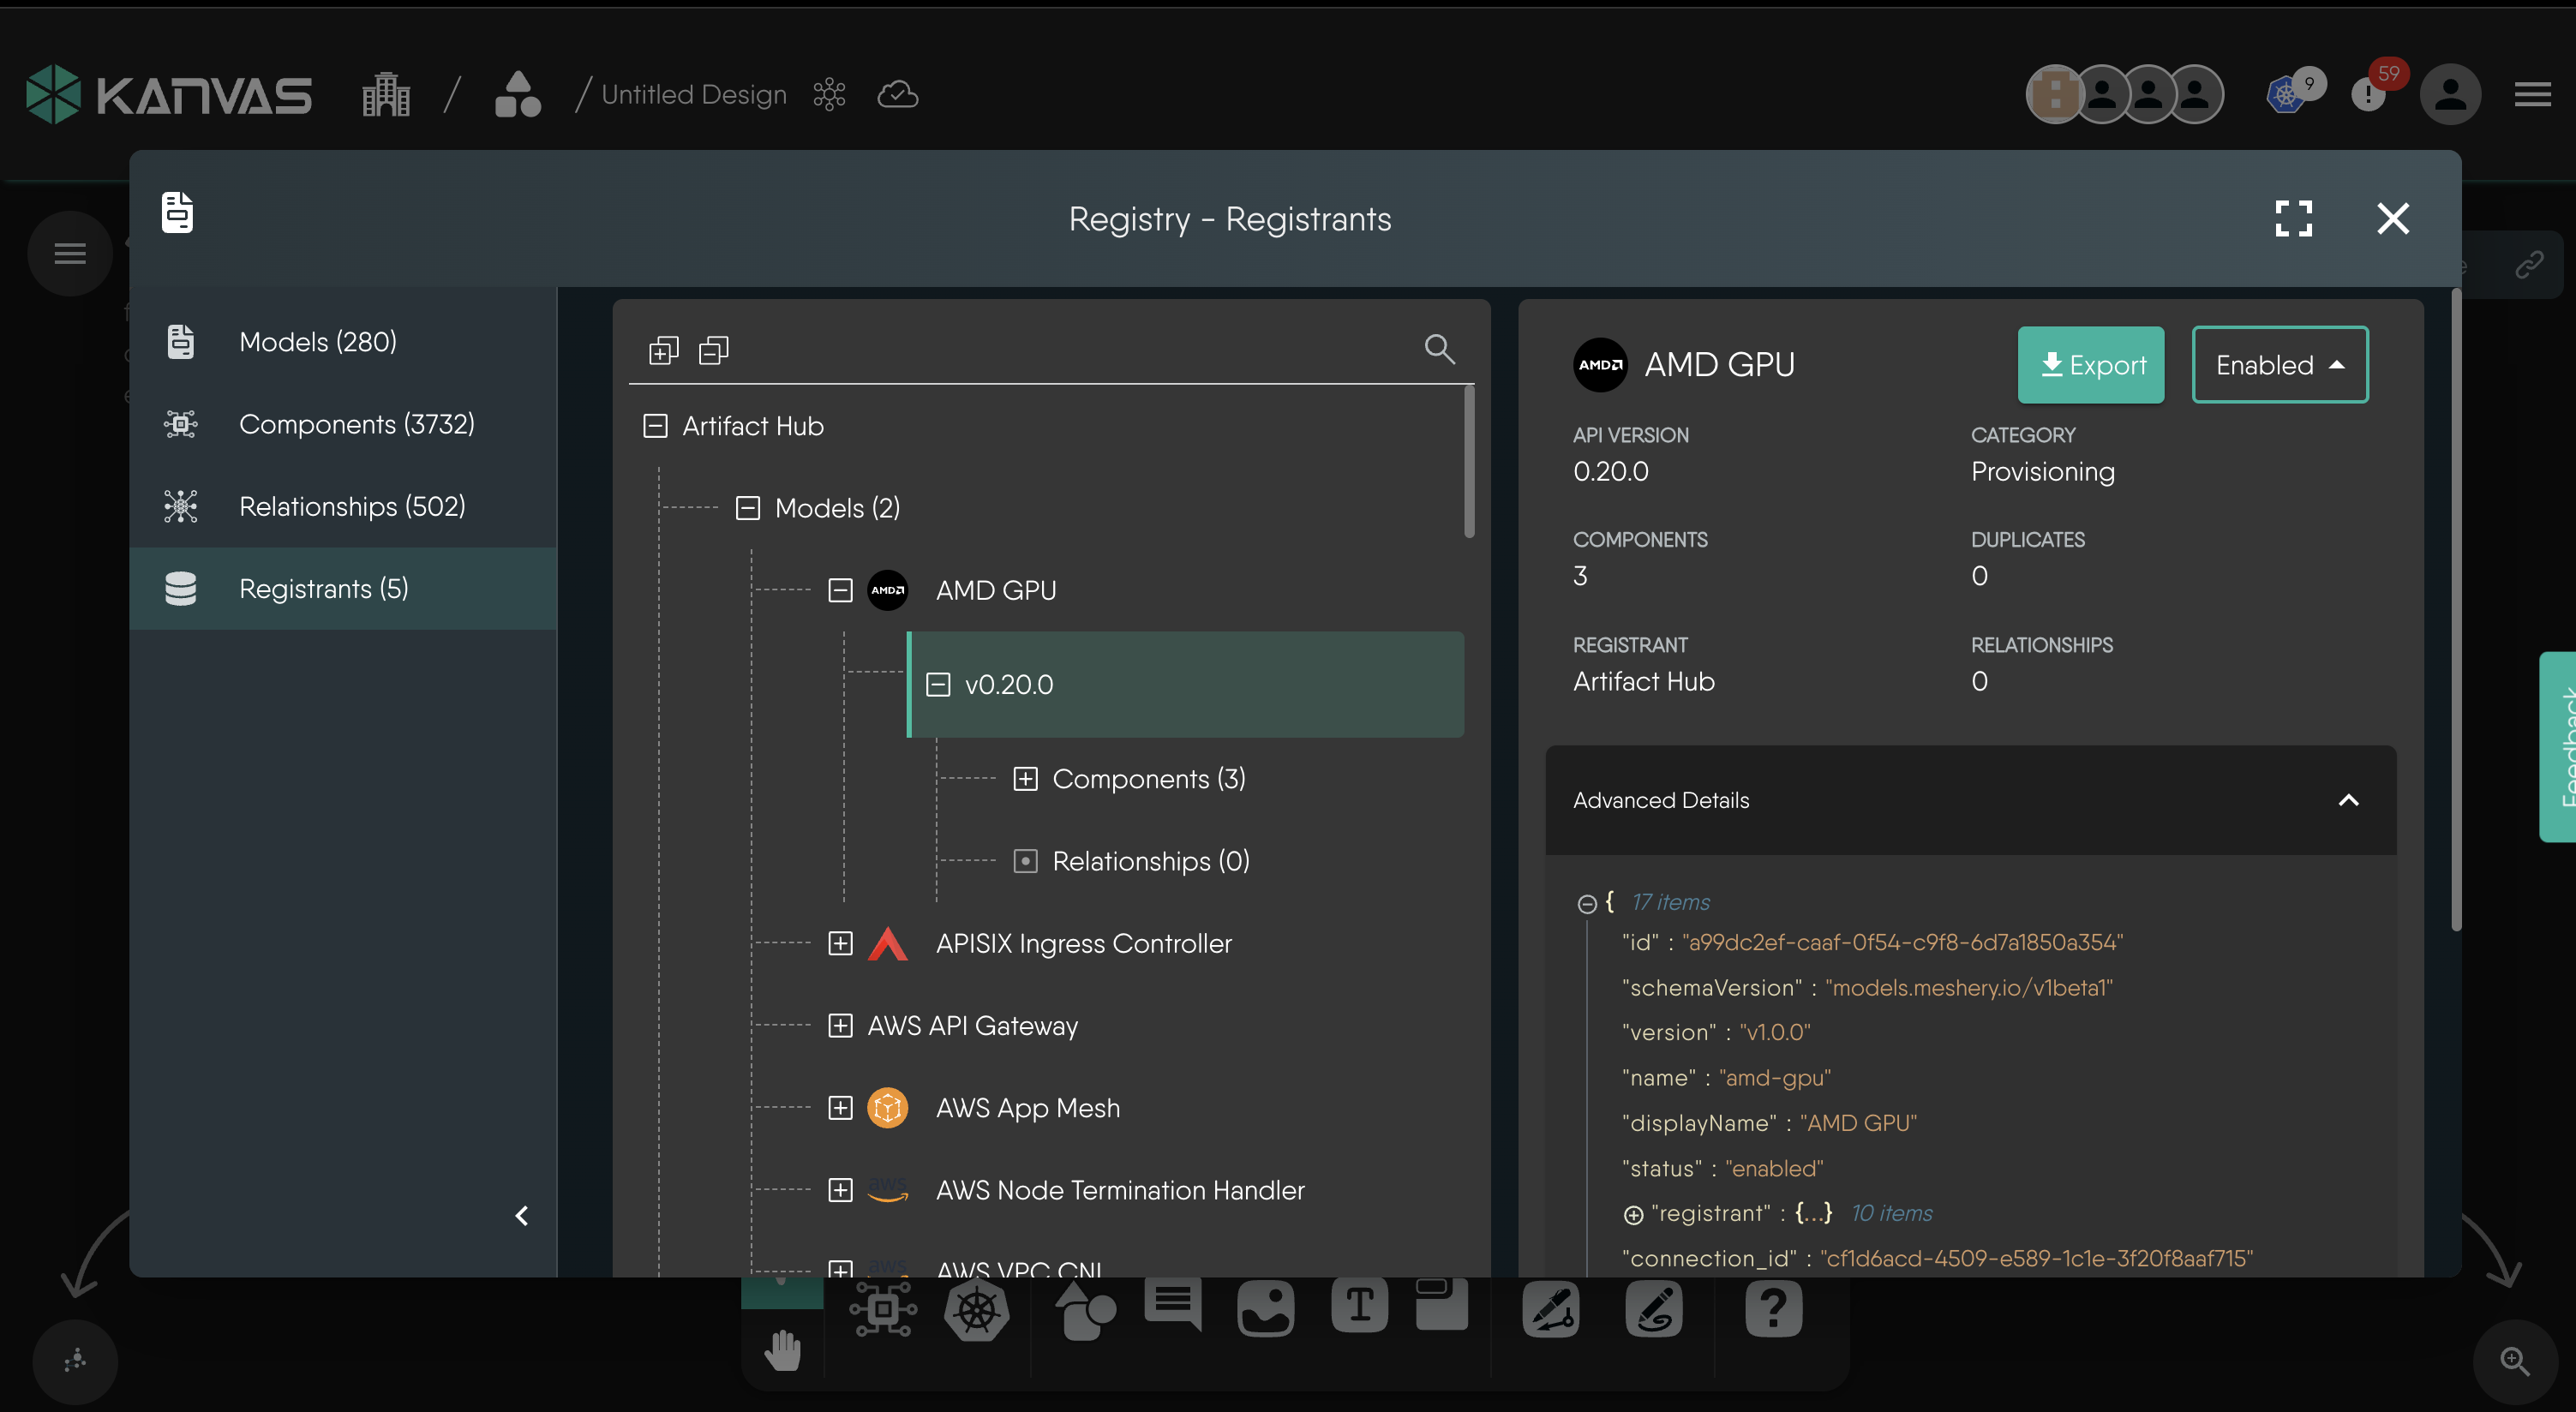 KANVAS
/
/ Untitled Design
9
59
Registry - Registrants
Models (280)
Components (3732)
Relationships (502)
Registrants (5)
Artifact Hub
Models (2)
AMD
AMD GPU
v0.20.0
Components (3)
Relationships (0)
APISIX Ingress Controller
AWS API Gateway
AWS App Mesh
aws
AWS Node Termination Handler
aws
AWS VPC CNI
AMD
AMD GPU
Export
Enabled
API VERSION
0.20.0
CATEGORY
Provisioning
COMPONENTS
3
DUPLICATES
0
REGISTRANT
Artifact Hub
RELATIONSHIPS
0
Advanced Details
{ 17 items
"id" : "a99dc2ef-caaf-0f54-c9f8-6d7a1850a354"
"schemaVersion" : "models.meshery.io/v1beta1"
"version" : "v1.0.0"
"name" : "amd-gpu"
"displayName" : "AMD GPU"
"status" : "enabled"
"registrant" : {...} 10 items
"connection_id" : "cf1d6acd-4509-e589-1c1e-3f20f8aaf715"
Feedback
T
?